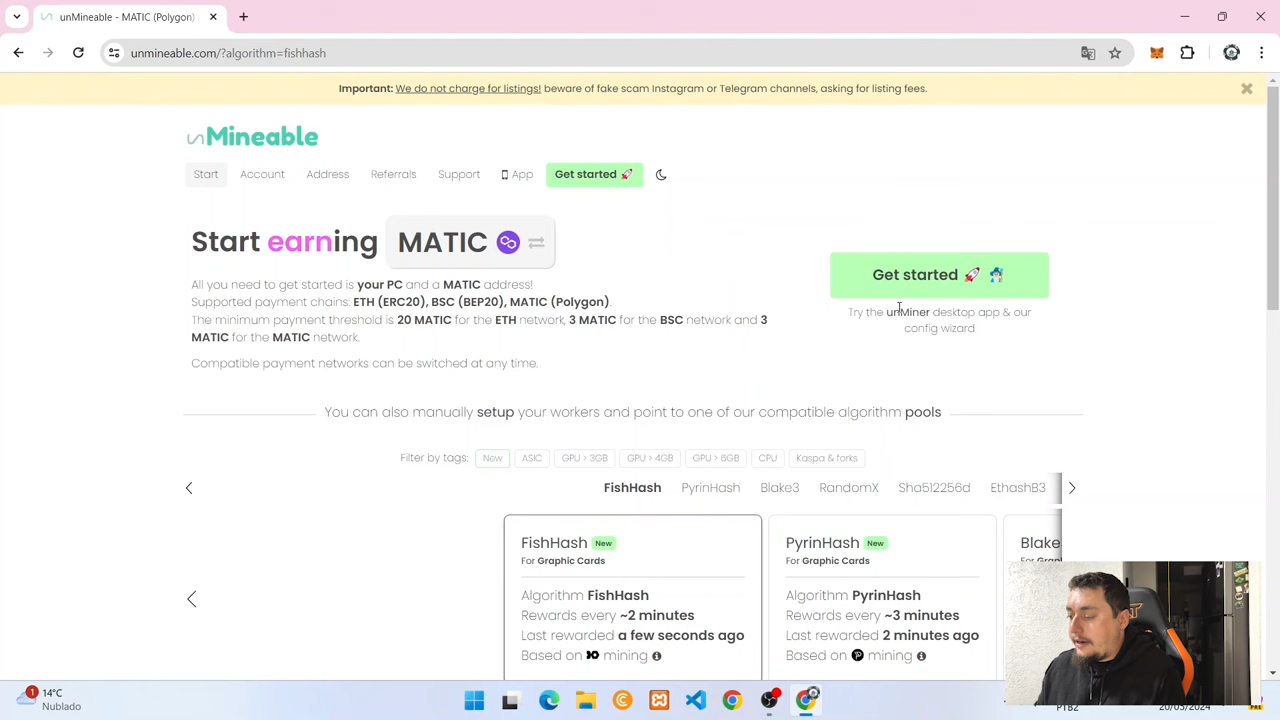 unMineable - MATIC (Polygon)
unmineable.com/?algorithm=fishhash
Important: We do not charge for listings! beware of fake scam Instagram or Telegram channels, asking for listing fees.
unMineable
Start
Account
Address
Referrals
Support
App
Get started
Start earning MATIC
All you need to get started is your PC and a MATIC address!
Supported payment chains: ETH (ERC20), BSC (BEP20), MATIC (Polygon).
The minimum payment threshold is 20 MATIC for the ETH network, 3 MATIC for the BSC network and 3
MATIC for the MATIC network.
Compatible payment networks can be switched at any time.
Get started
Try the unMiner desktop app & our
config wizard
You can also manually setup your workers and point to one of our compatible algorithm pools
Filter by tags: New ASIC GPU > 3GB GPU > 4GB GPU > 6GB CPU Kaspa & forks
FishHash PyrinHash Blake3 RandomX Sha512256d EthashB3
FishHash New
For Graphic Cards
Algorithm FishHash
Rewards every ~2 minutes
Last rewarded a few seconds ago
Based on mining
PyrinHash New
For Graphic Cards
Algorithm PyrinHash
Rewards every ~3 minutes
Last rewarded 2 minutes ago
Based on mining
Blake
For
1
14°C
Nublado
PTB2
20/05/2024